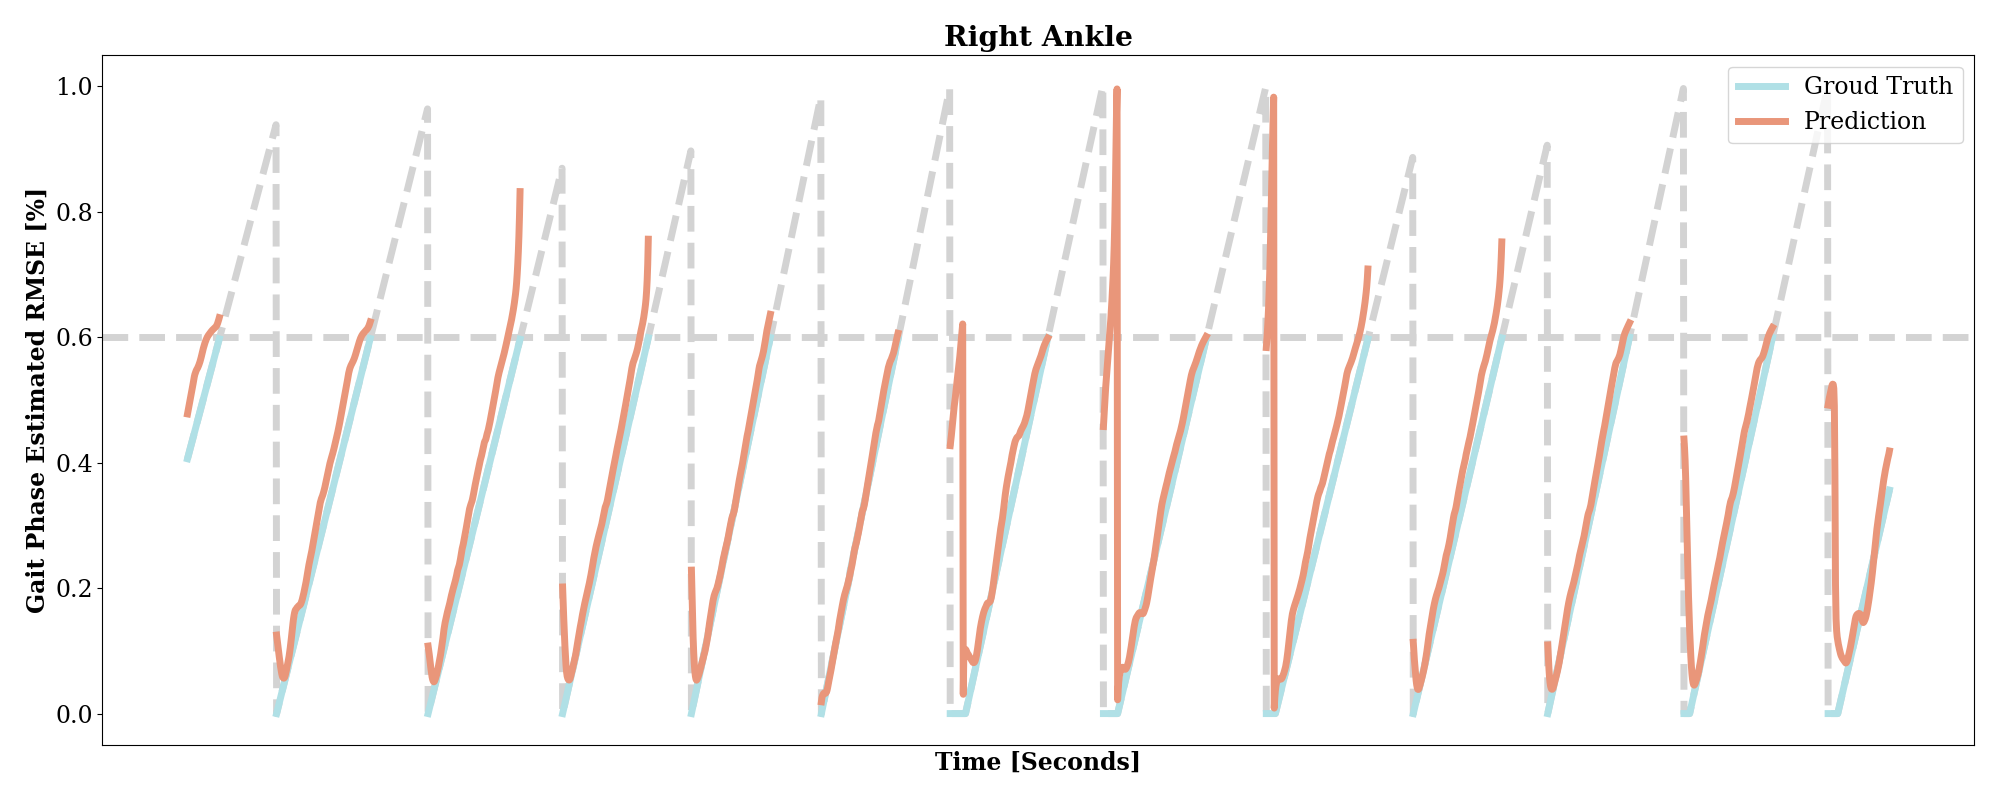 Right Ankle
Groud Truth
Prediction
Gait Phase Estimated RMSE [%]
1.0
0.8
0.6
0.4
0.2
0.0
Time [Seconds]